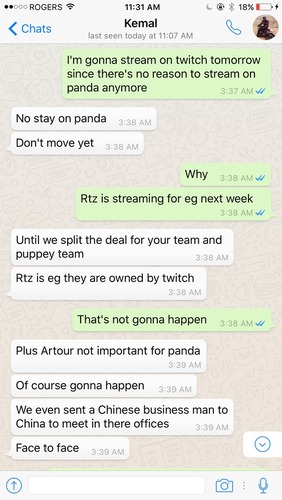 ROGERS
11:31 AM
18%
Chats
Kemal
last seen today at 11:07 AM
I'm gonna stream on twitch tomorrow
since there's no reason to stream on
panda anymore
3:37 AM
No stay on panda
3:38 AM
Don't move yet
3:38 AM
Why
3:38 AM
Rtz is streaming for eg next week
3:38 AM
Until we split the deal for your team and
puppey team
3:38 AM
Rtz is eg they are owned by twitch
3:38 AM
That's not gonna happen
3:38 AM
Plus Artour not important for panda
3:39 AM
Of course gonna happen
3:39 AM
We even sent a Chinese business man to
China to meet in there offices
3:39 AM
Face to face
3:39 AM